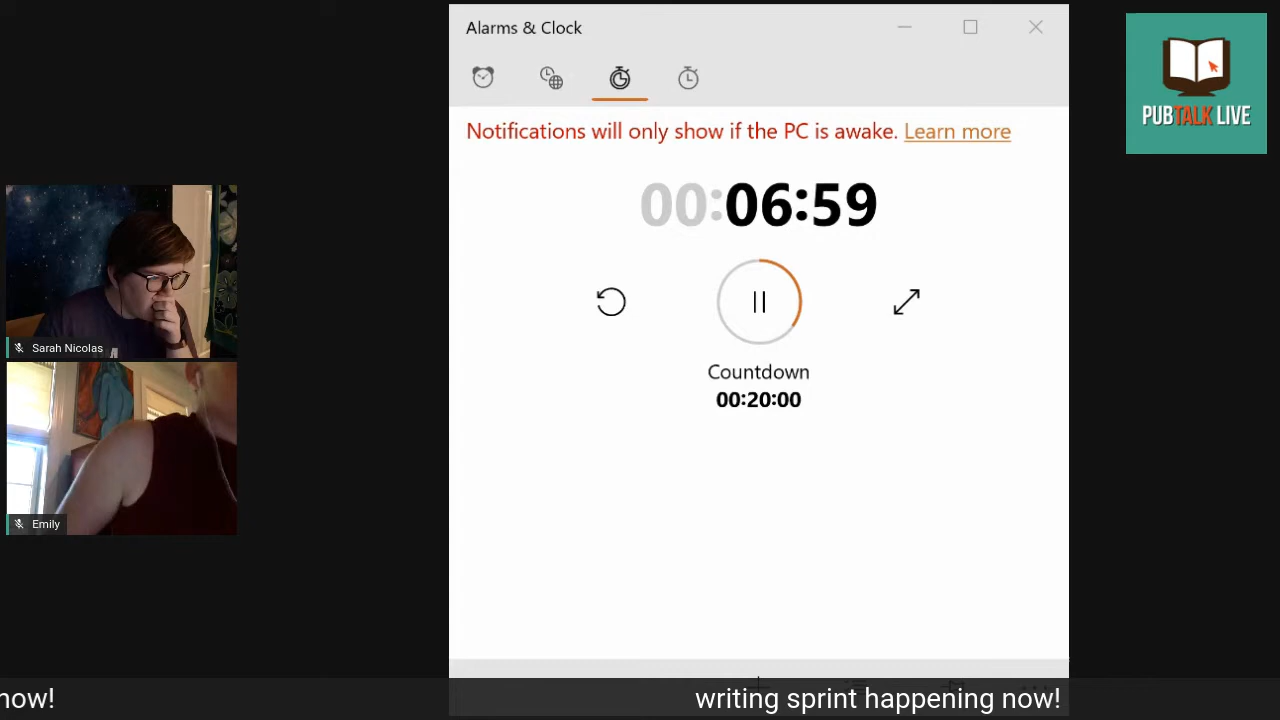 Alarms & Clock
PUBTALK LIVE
Notifications will only show if the PC is awake. Learn more
00:06:59
Countdown
00:20:00
Sarah Nicolas
Emily
now!
writing sprint happening now!